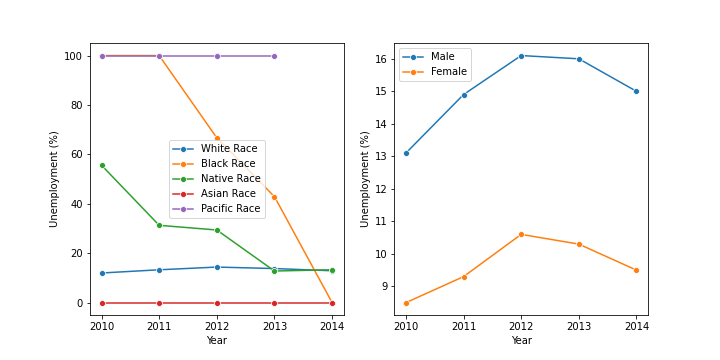 100
80
60
40
20
0
Unemployment (%)
White Race
Black Race
Native Race
Asian Race
Pacific Race
2010 2011 2012 2013 2014
Year
16
15
14
13
12
11
10
9
Unemployment (%)
Male
Female
2010 2011 2012 2013 2014
Year